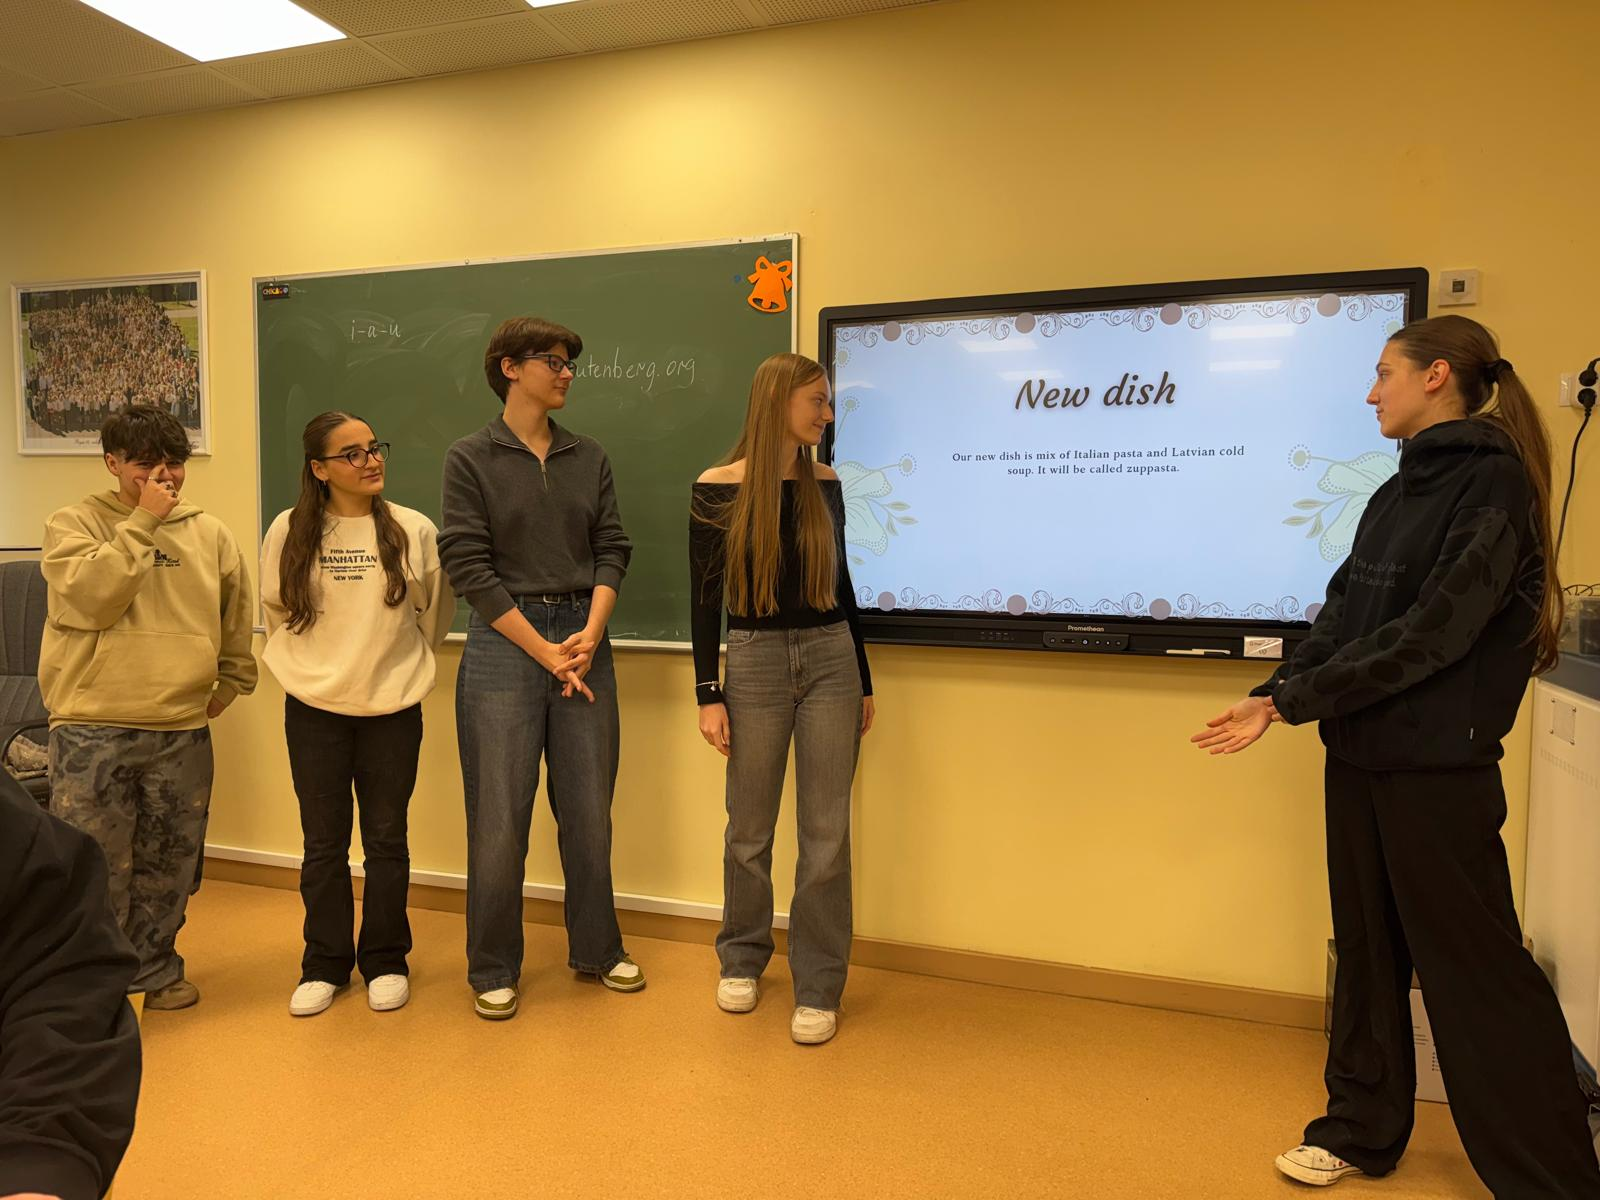 i-a-u
utenberg.org
New dish
Our new dish is mix of Italian pasta and Latvian cold
soup. It will be called zuppasta.
Fifth Avenue
MANHATTAN
NEW YORK
Promethean